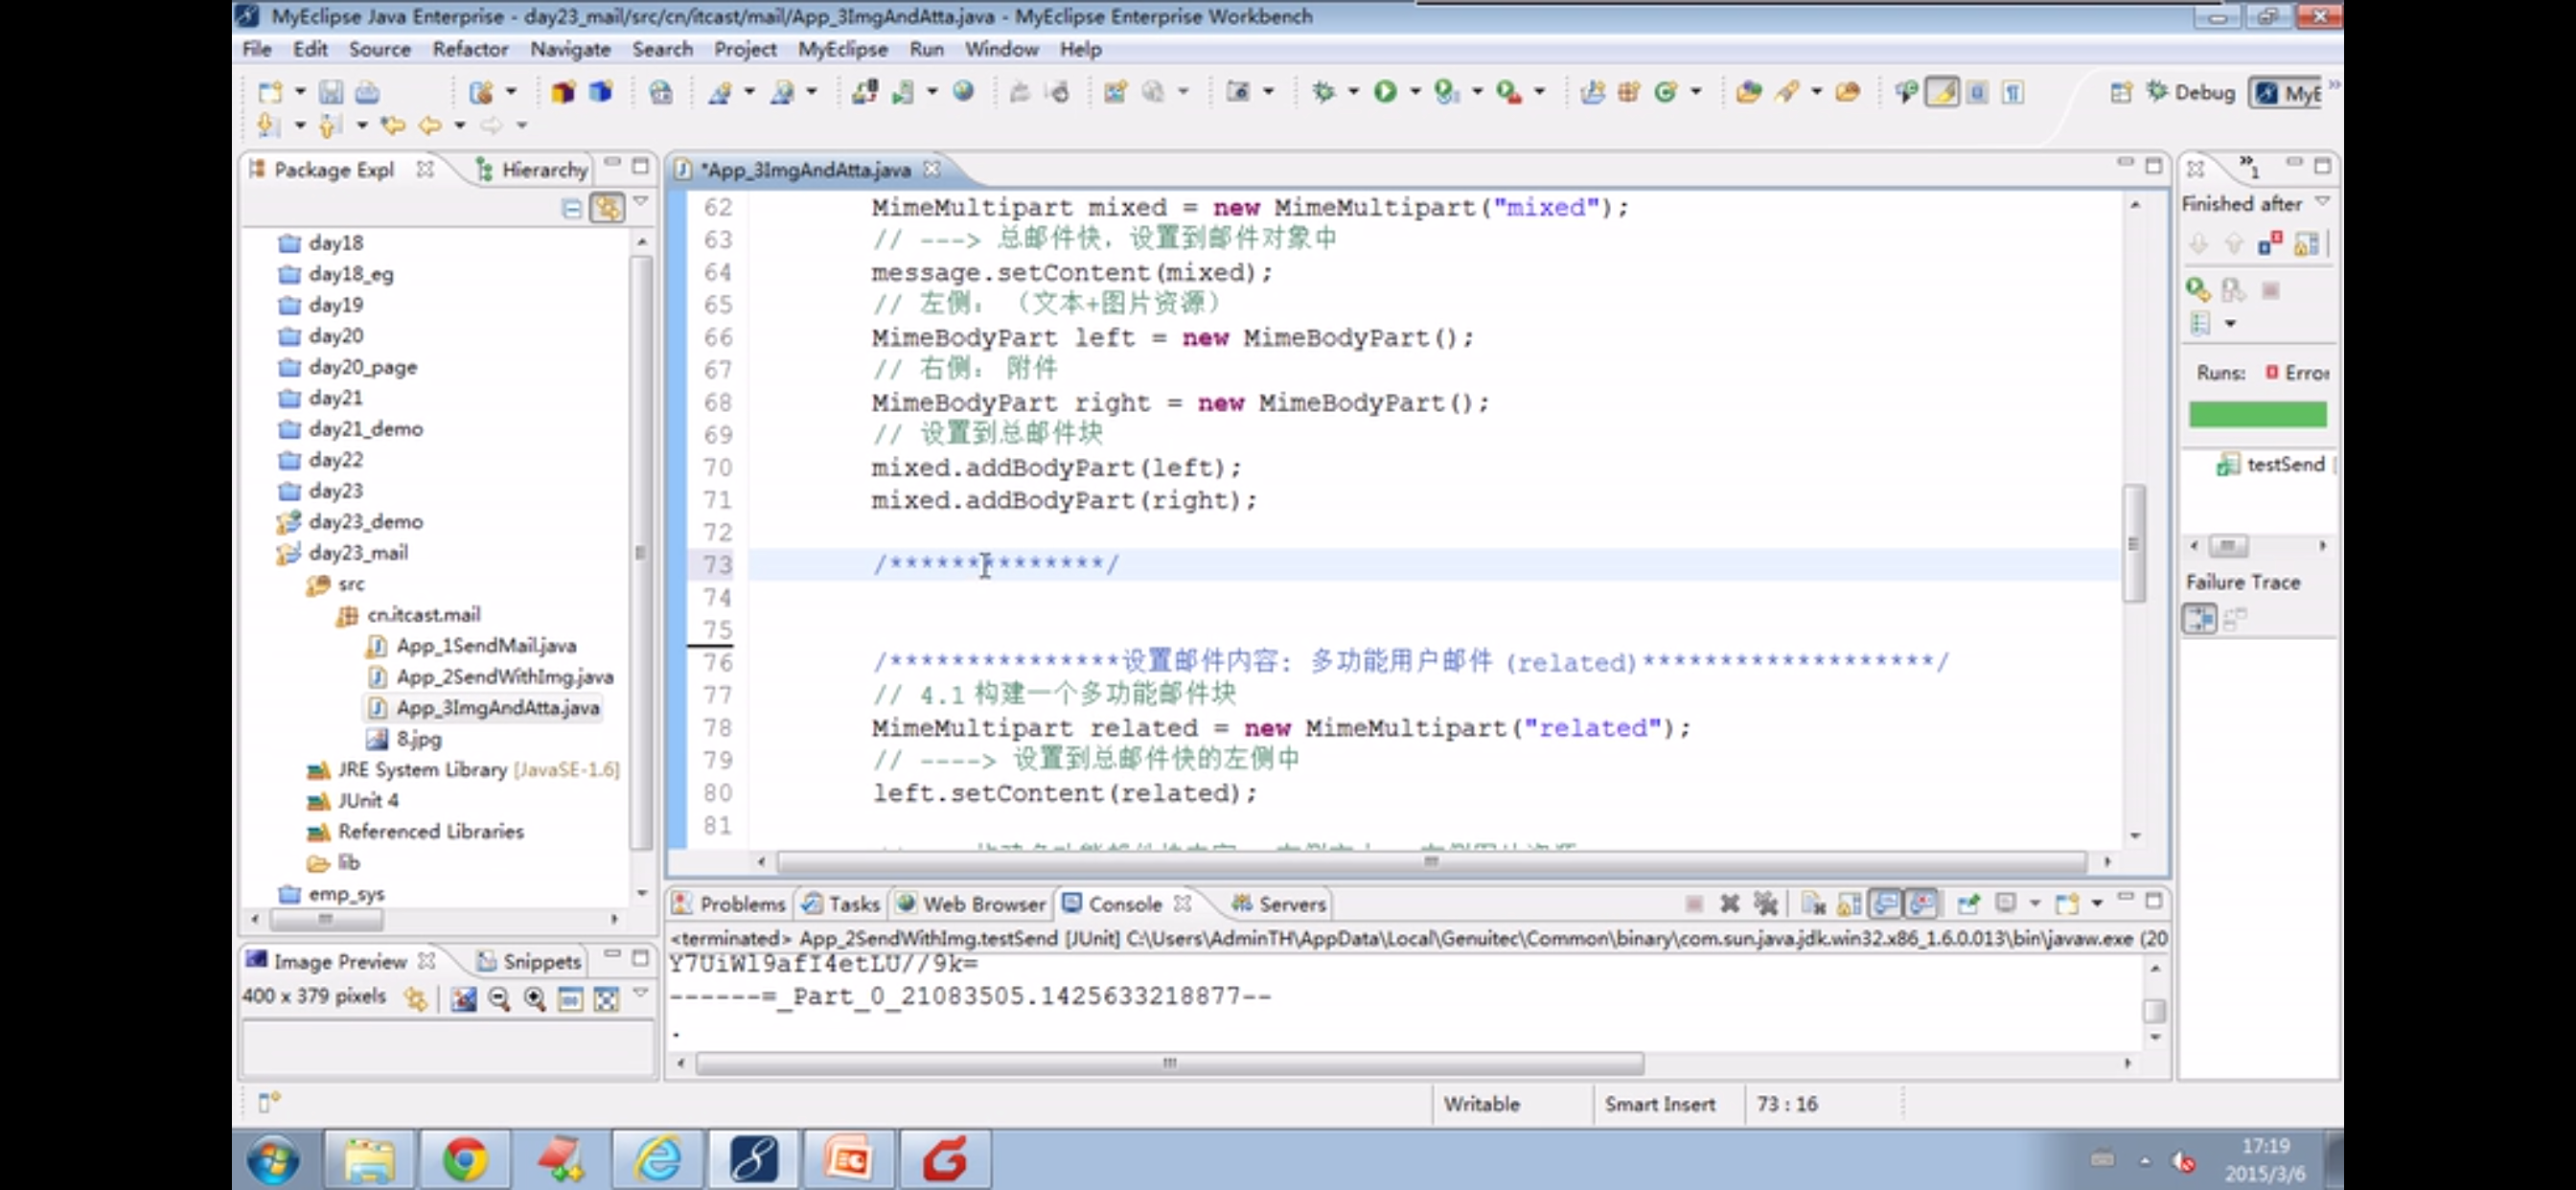 MyEclipse Java Enterprise - day23_mail/src/cn/itcast/mail/App_3ImgAndAtta.java - MyEclipse Enterprise Workbench
File Edit Source Refactor Navigate Search Project MyEclipse Run Window Help
Debug MyE
Package Expl Hierarchy
day18
day18_eg
day19
day20
day20_page
day21
day21_demo
day22
day23
day23_demo
day23_mail
src
cn.itcast.mail
App_1SendMail.java
App_2SendWithImg.java
App_3ImgAndAtta.java
8.jpg
JRE System Library [JavaSE-1.6]
JUnit 4
Referenced Libraries
lib
emp_sys
Image Preview Snippets
400 x 379 pixels
*App_3ImgAndAtta.java
62 MimeMultipart mixed = new MimeMultipart("mixed");
63 // ---> 总邮件快，设置到邮件对象中
64 message.setContent(mixed);
65 // 左侧：（文本+图片资源）
66 MimeBodyPart left = new MimeBodyPart();
67 // 右侧： 附件
68 MimeBodyPart right = new MimeBodyPart();
69 // 设置到总邮件块
70 mixed.addBodyPart(left);
71 mixed.addBodyPart(right);
72
73 /**************/
74
75
76 /***************设置邮件内容: 多功能用户邮件 (related)*******************/
77 // 4.1 构建一个多功能邮件块
78 MimeMultipart related = new MimeMultipart("related");
79 // ----> 设置到总邮件快的左侧中
80 left.setContent(related);
81
Problems Tasks Web Browser Console Servers
<terminated> App_2SendWithImg.testSend [JUnit] C:\Users\AdminTH\AppData\Local\Genuitec\Common\binary\com.sun.java.jdk.win32.x86_1.6.0.013\bin\javaw.exe (20
Y7UiWl9afI4etLU//9k=
------=_Part_0_21083505.1425633218877--
.
Finished after
Runs: Error
testSend
Failure Trace
Writable Smart Insert 73 : 16
17:19
2015/3/6